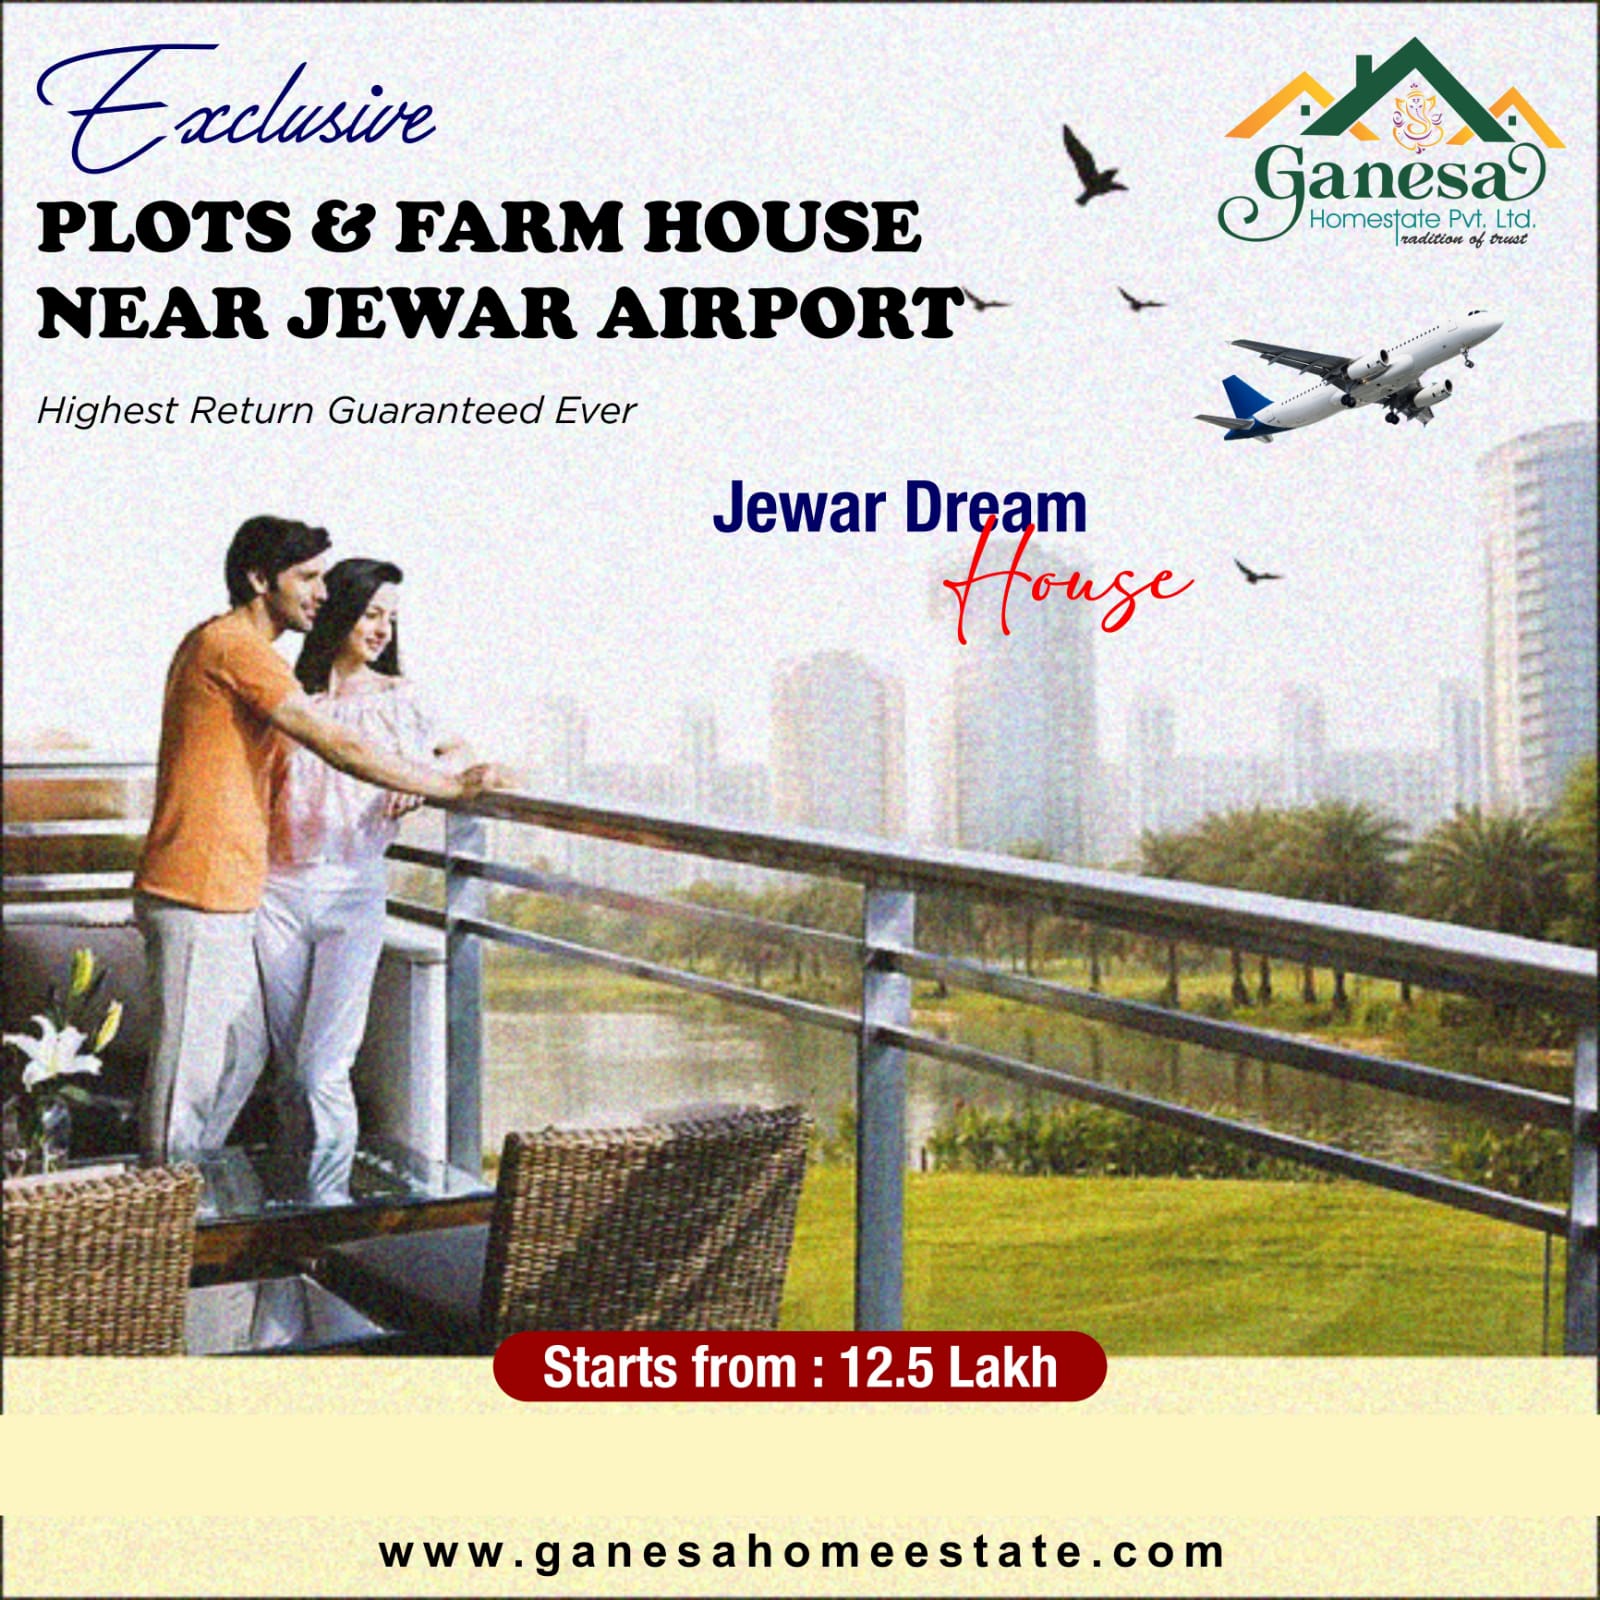 Exclusive
PLOTS & FARM HOUSE
NEAR JEWAR AIRPORT
Highest Return Guaranteed Ever
Ganesa
Homestate Pvt. Ltd.
Tradition of trust
Jewar Dream
House
Starts from : 12.5 Lakh
www.ganesahomeestate.com